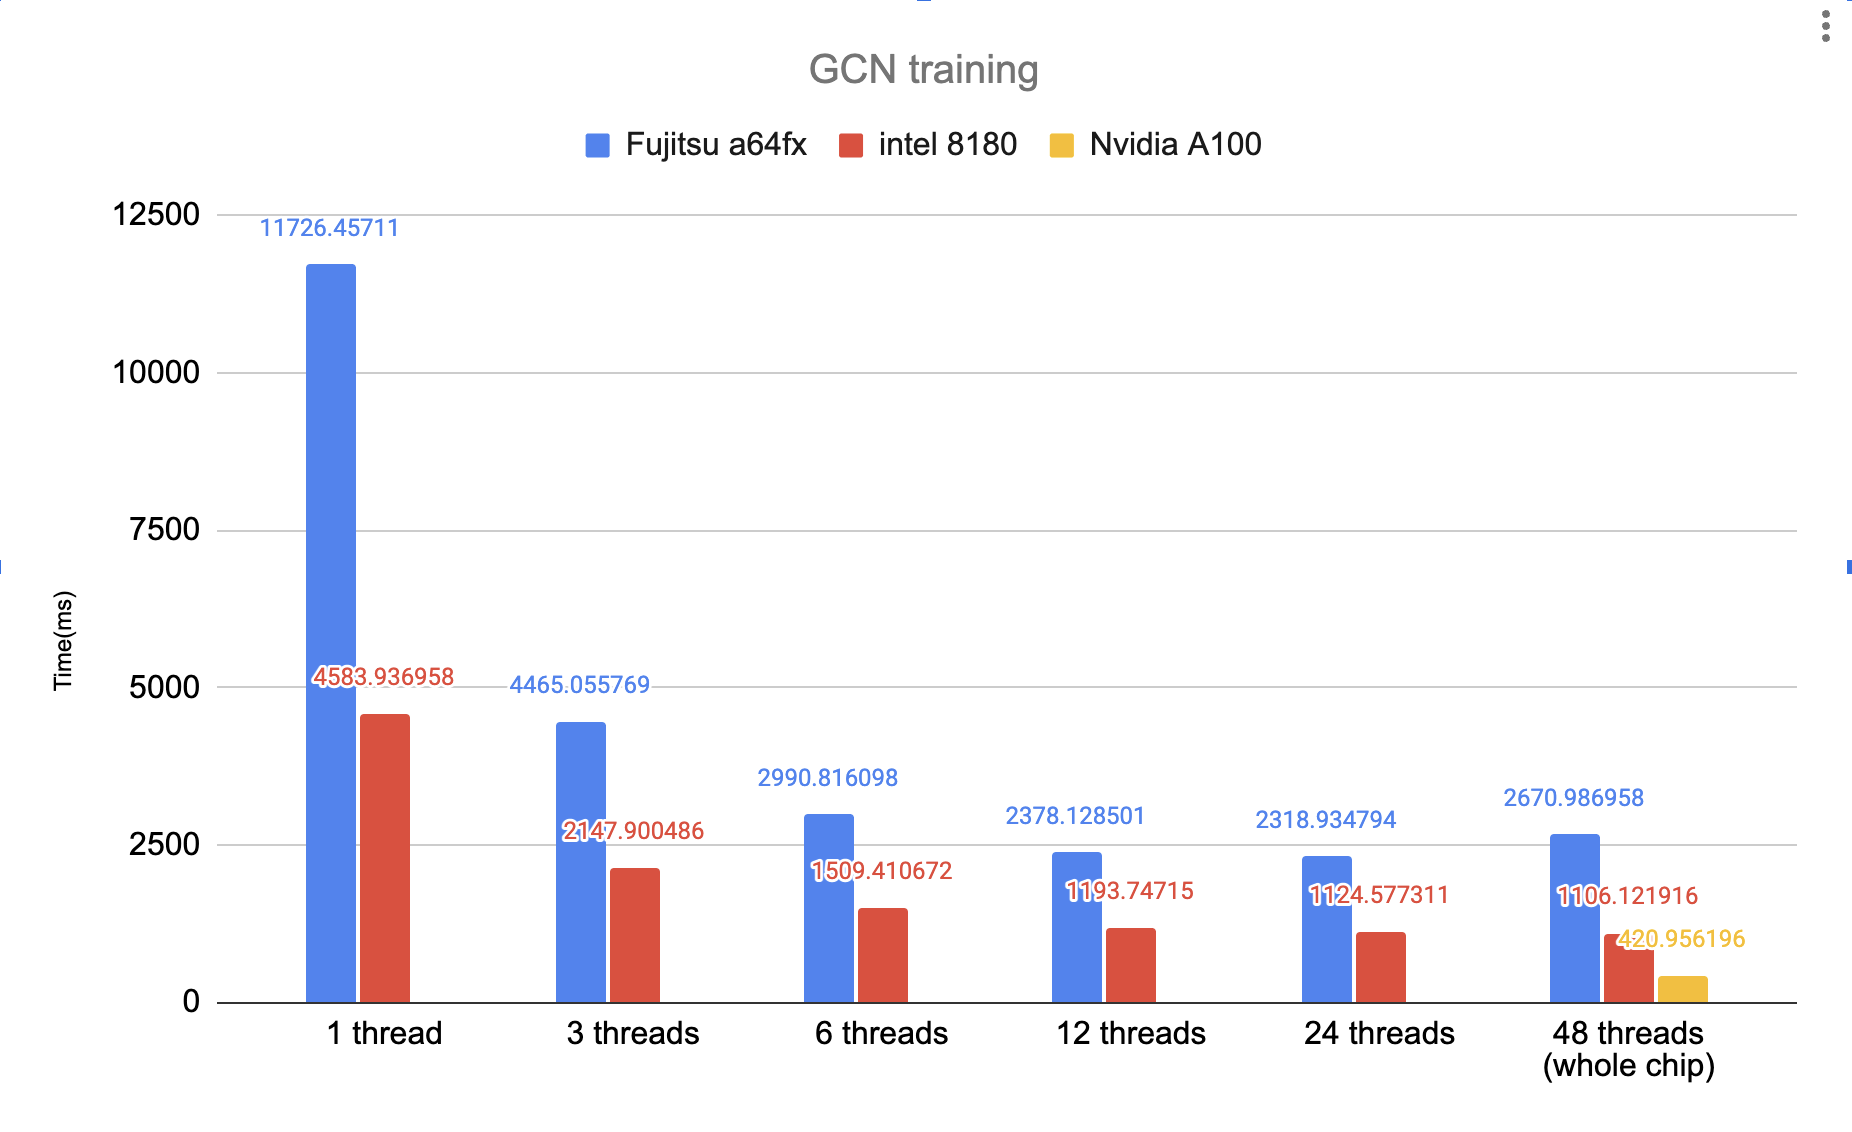 GCN training
Fujitsu a64fx intel 8180 Nvidia A100
12500
11726.45711
10000
7500
Time(ms)
5000
4583.936958
4465.055769
2990.816098
2147.900486
2500
1509.410672
2378.128501
1193.74715
2318.934794
1124.577311
2670.986958
1106.121916
420.956196
0
1 thread
3 threads
6 threads
12 threads
24 threads
48 threads
(whole chip)